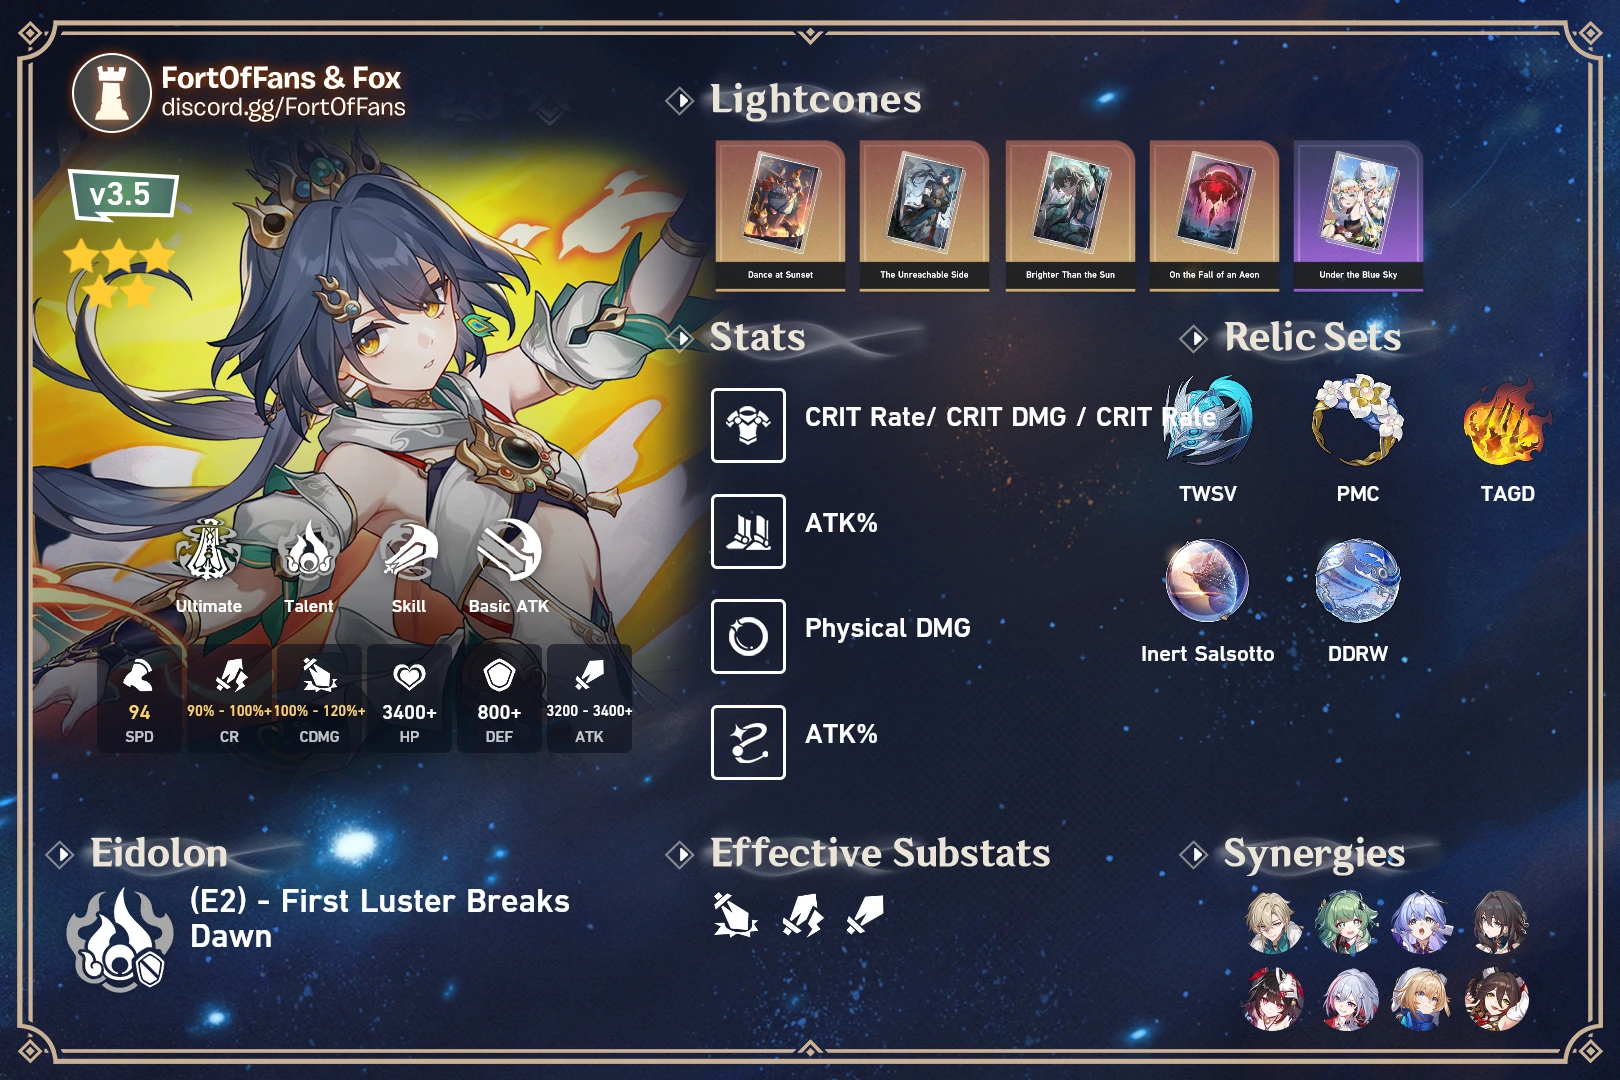 FortOfFans & Fox
discord.gg/FortOfFans
v3.5
Lightcones
Dance at Sunset
The Unreachable Side
Brighter Than the Sun
On the Fall of an Aeon
Under the Blue Sky
Stats
CRIT Rate/ CRIT DMG / CRIT Rate
ATK%
Physical DMG
ATK%
Relic Sets
TWSV
PMC
TAGD
Inert Salsotto
DDRW
Ultimate
Talent
Skill
Basic ATK
94
SPD
90% - 100%+
CR
100% - 120%+
CDMG
3400+
HP
800+
DEF
3200 - 3400+
ATK
Eidolon
(E2) - First Luster Breaks
Dawn
Effective Substats
Synergies